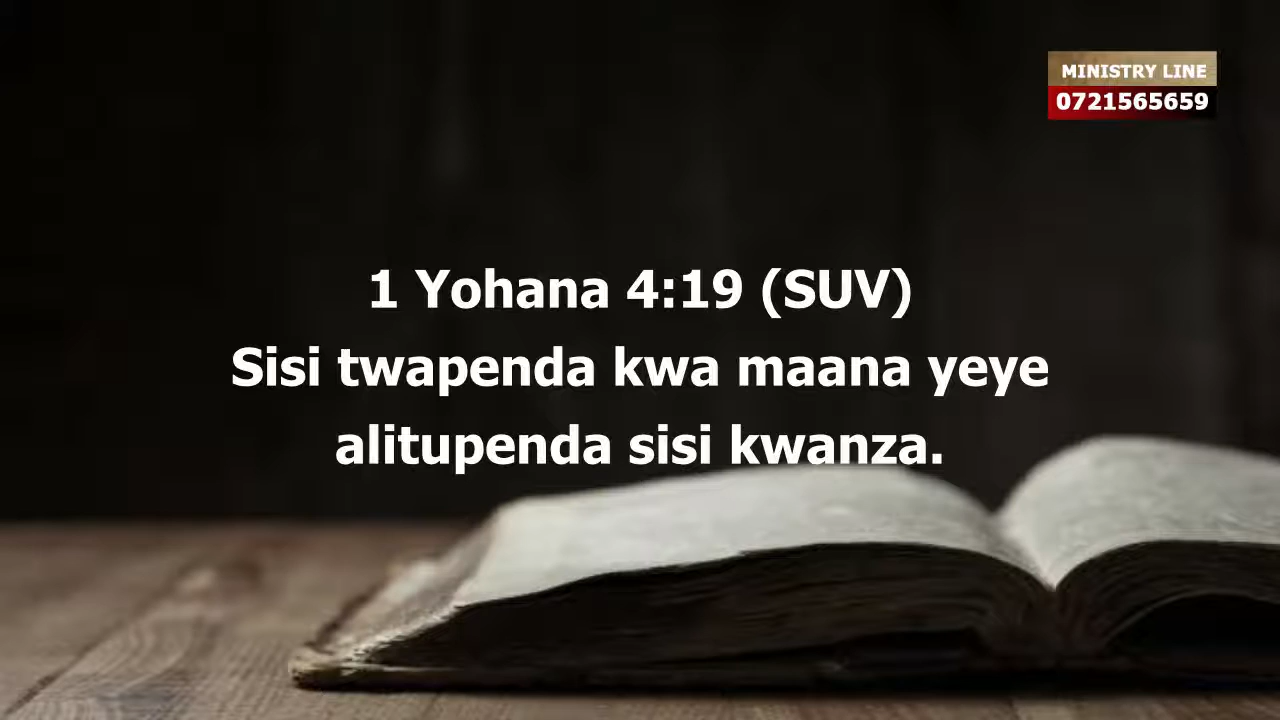 MINISTRY LINE
0721565659
1 Yohana 4:19 (SUV)
Sisi twapenda kwa maana yeye
alitupenda sisi kwanza.